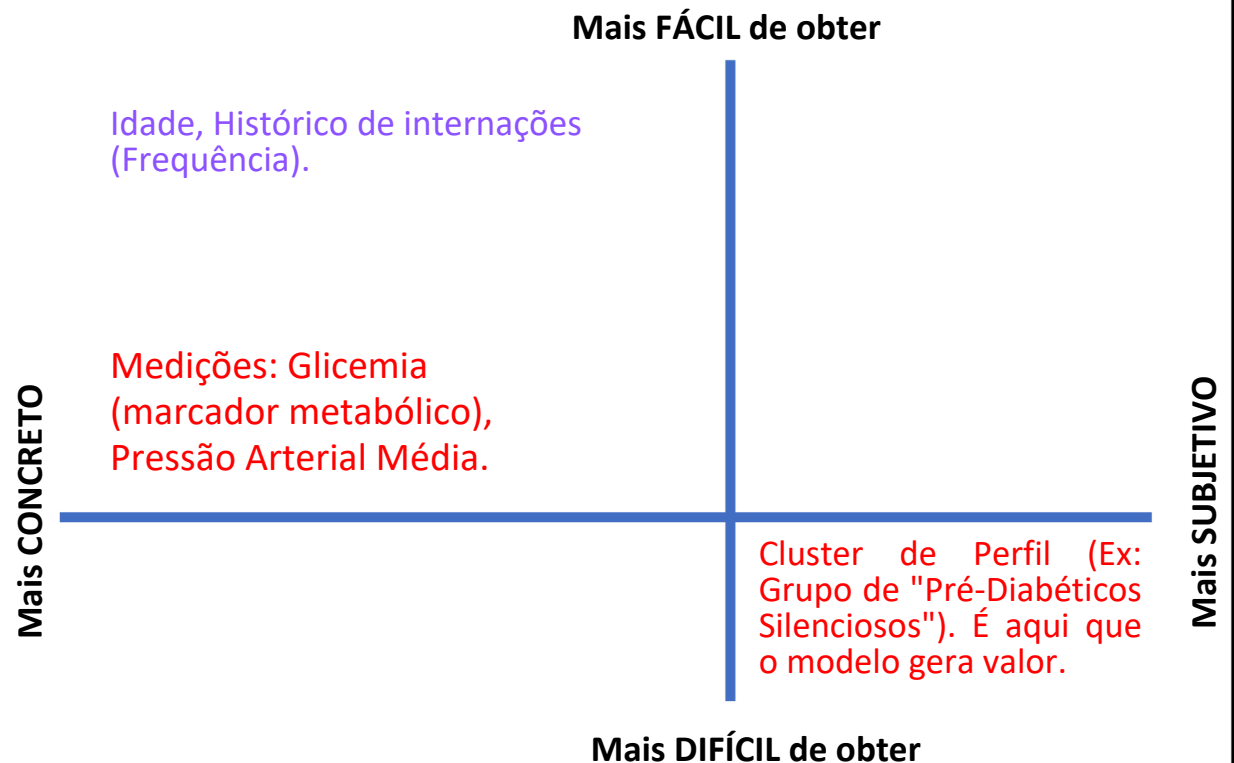 Mais FÁCIL de obter
Idade, Histórico de internações
(Frequência).
Medições: Glicemia
(marcador metabólico),
Pressão Arterial Média.
Mais CONCRETO
Mais SUBJETIVO
Cluster de Perfil (Ex:
Grupo de "Pré-Diabéticos
Silenciosos"). É aqui que
o modelo gera valor.
Mais DIFÍCIL de obter